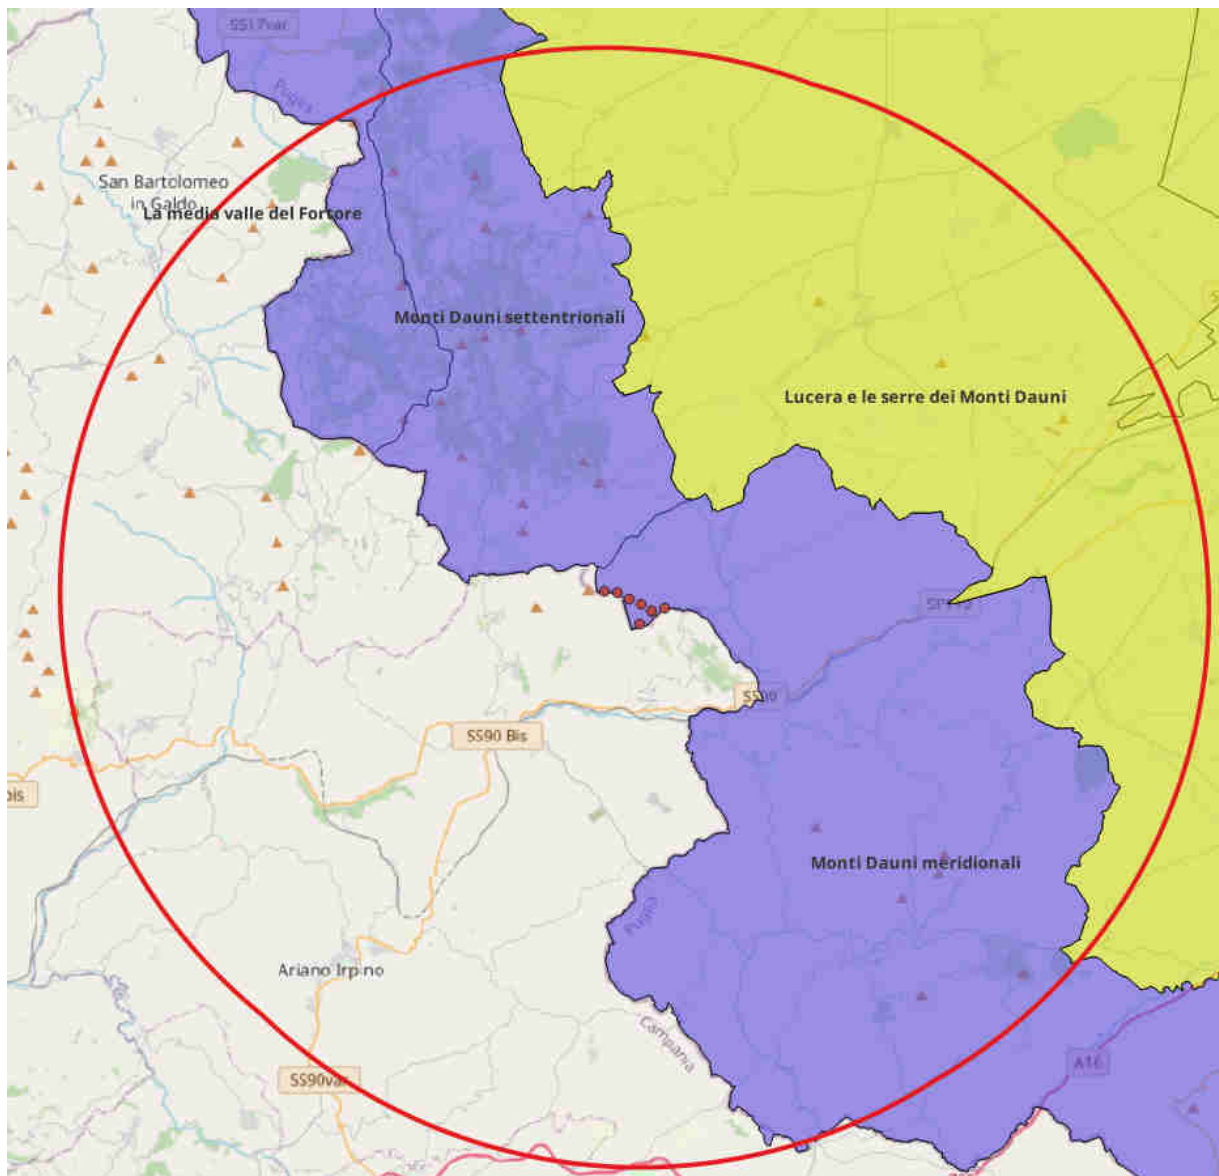 SS17var
Puglia
San Bartolomeo
in Galdo
La media valle del Fortore
Monti Dauni settentrionali
Lucera e le serre dei Monti Dauni
SS90
SS90 Bis
bis
Monti Dauni meridionali
Puglia
Ariano Irpino
Campania
A16
SS90var